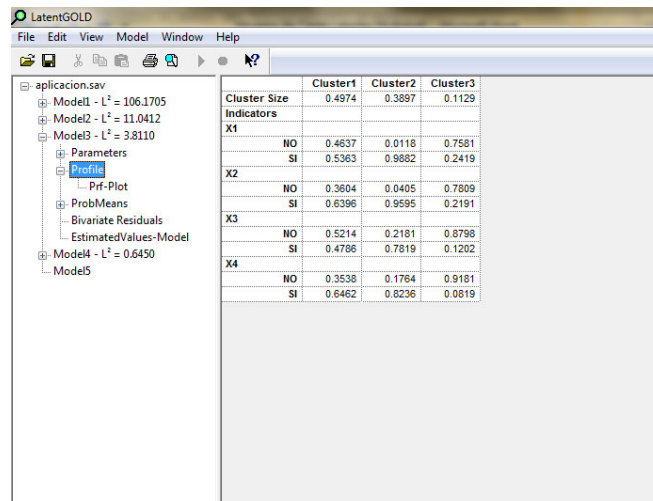 LatentGOLD
File Edit View Model Window Help
aplicacion.sav
Model1 - L² = 106.1705
Model2 - L² = 11.0412
Model3 - L² = 3.8110
Parameters
Profile
Prf-Plot
ProbMeans
Bivariate Residuals
EstimatedValues-Model
Model4 - L² = 0.6450
Model5
Cluster1 Cluster2 Cluster3
Cluster Size 0.4974 0.3897 0.1129
Indicators
X1
NO 0.4637 0.0118 0.7581
SI 0.5363 0.9882 0.2419
X2
NO 0.3604 0.0405 0.7809
SI 0.6396 0.9595 0.2191
X3
NO 0.5214 0.2181 0.8798
SI 0.4786 0.7819 0.1202
X4
NO 0.3538 0.1764 0.9181
SI 0.6462 0.8236 0.0819